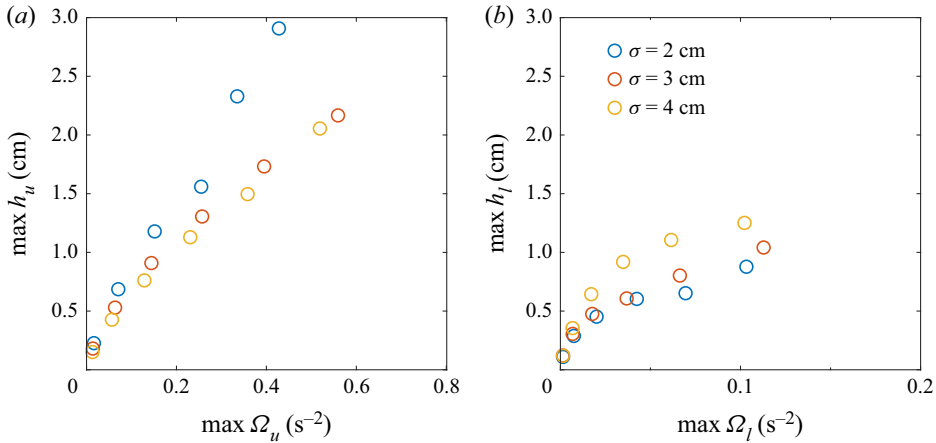 (a)
3.0
2.5
2.0
1.5
1.0
0.5
0
0.2
0.4
0.6
0.8
max h_u (cm)
max Ω_u (s⁻²)
(b)
3.0
2.5
2.0
1.5
1.0
0.5
0
0.1
0.2
max h_l (cm)
max Ω_l (s⁻²)
σ = 2 cm
σ = 3 cm
σ = 4 cm